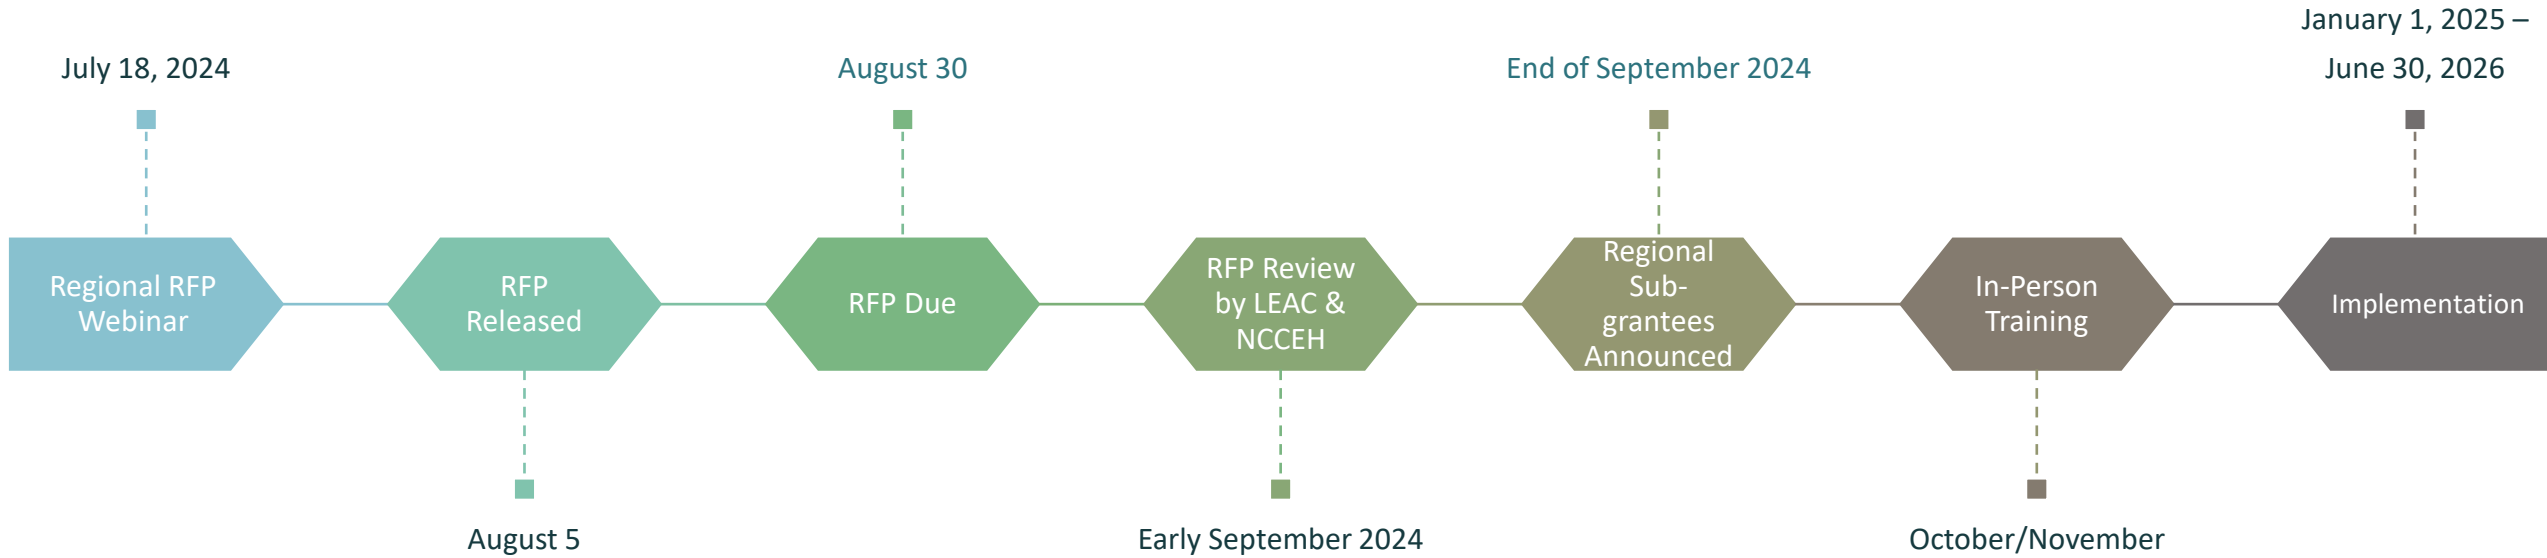 July 18, 2024
Regional RFP
Webinar
RFP
Released
August 5
August 30
RFP Due
RFP Review
by LEAC &
NCCEH
Early September 2024
End of September 2024
Regional
Sub-
grantees
Announced
In-Person
Training
October/November
January 1, 2025 –
June 30, 2026
Implementation